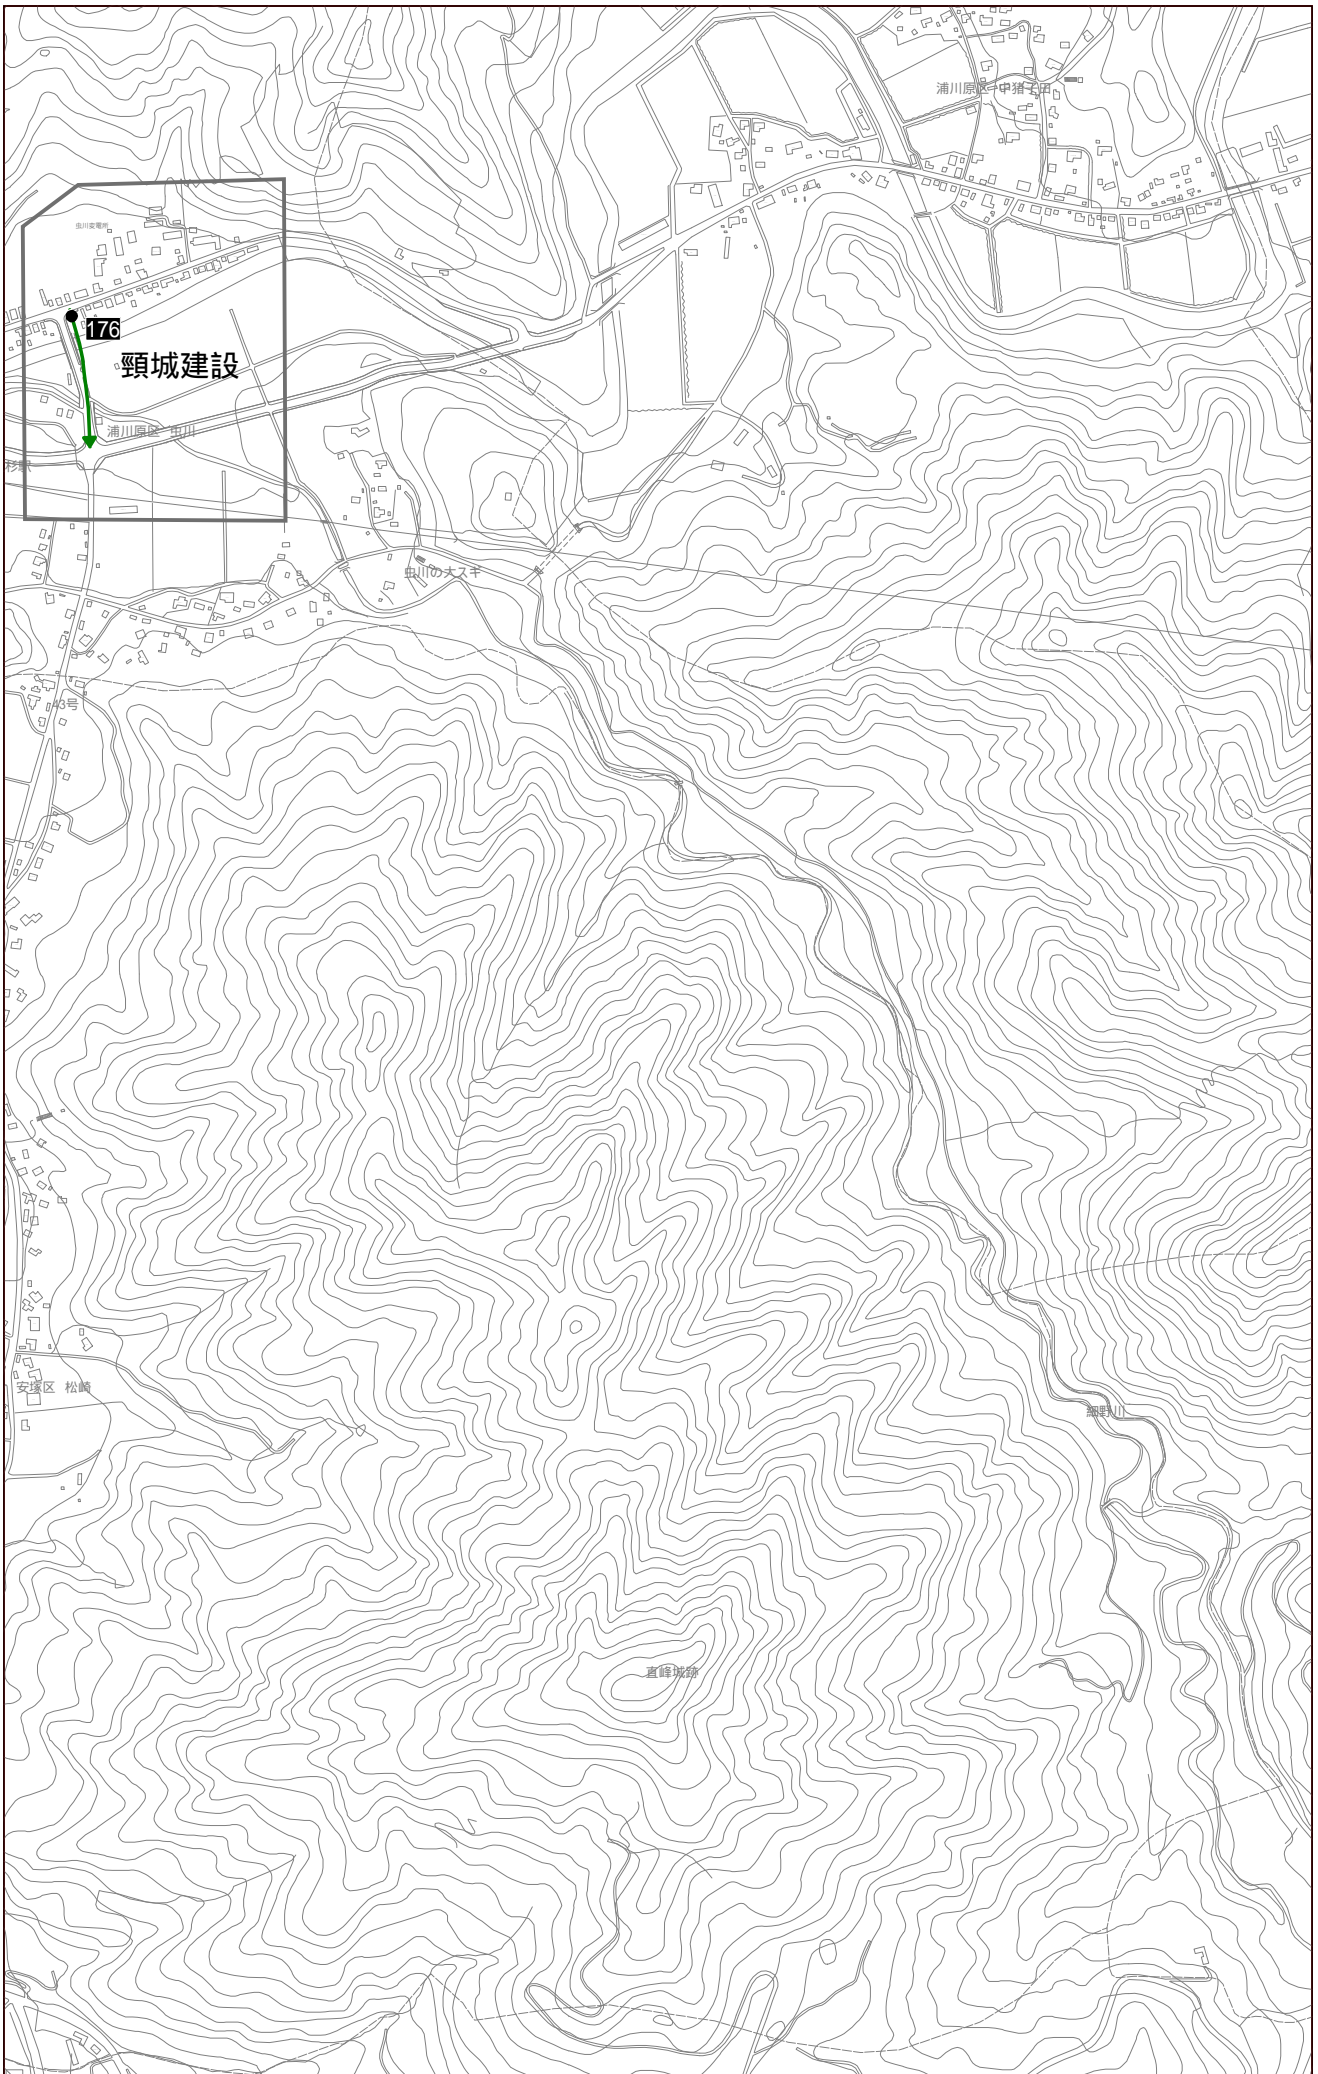 浦川原区 中猪子田
虫川変電所
176
頸城建設
浦川原区 虫川
杉駅
虫川の大スギ
43号
安塚区 松崎
細野川
直峰城跡